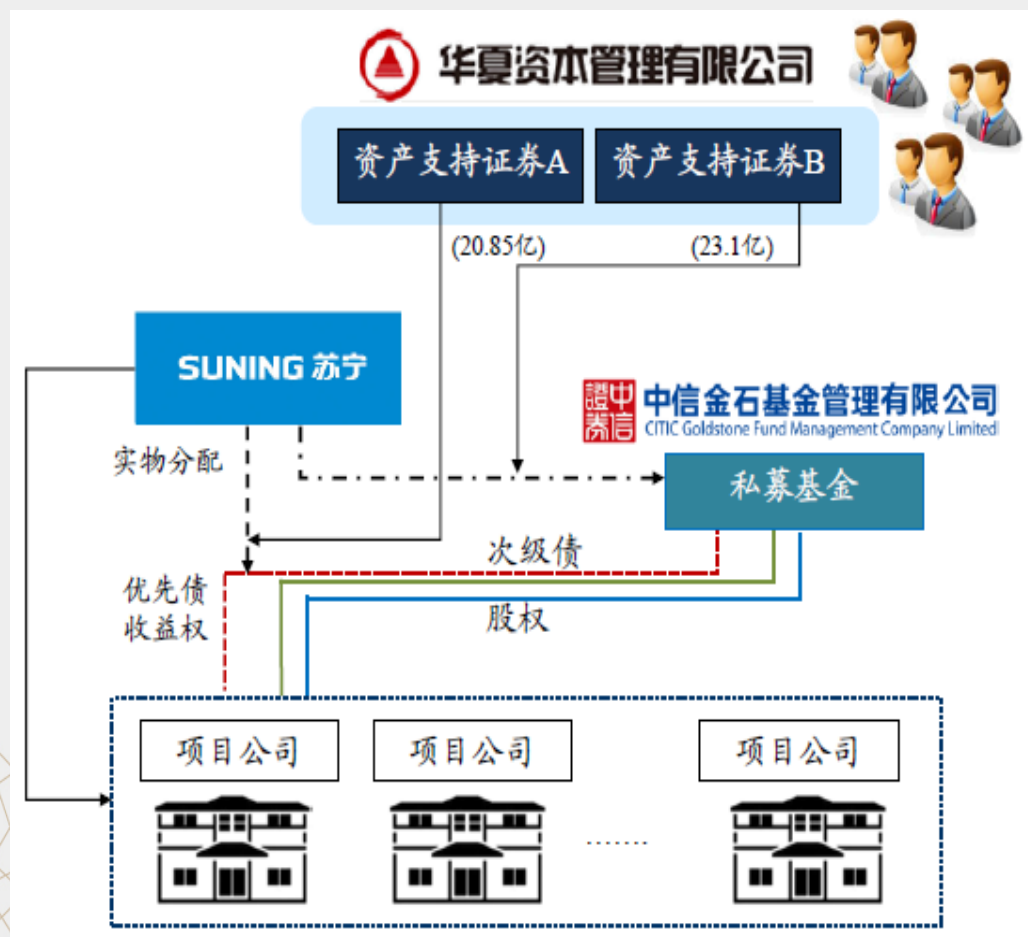 华夏资本管理有限公司
资产支持证券A
资产支持证券B
(20.85亿)
(23.1亿)
SUNING 苏宁
中信
證券
中信金石基金管理有限公司
CITIC Goldstone Fund Management Company Limited
实物分配
私募基金
次级债
优先债
收益权
股权
项目公司
项目公司
项目公司
.......